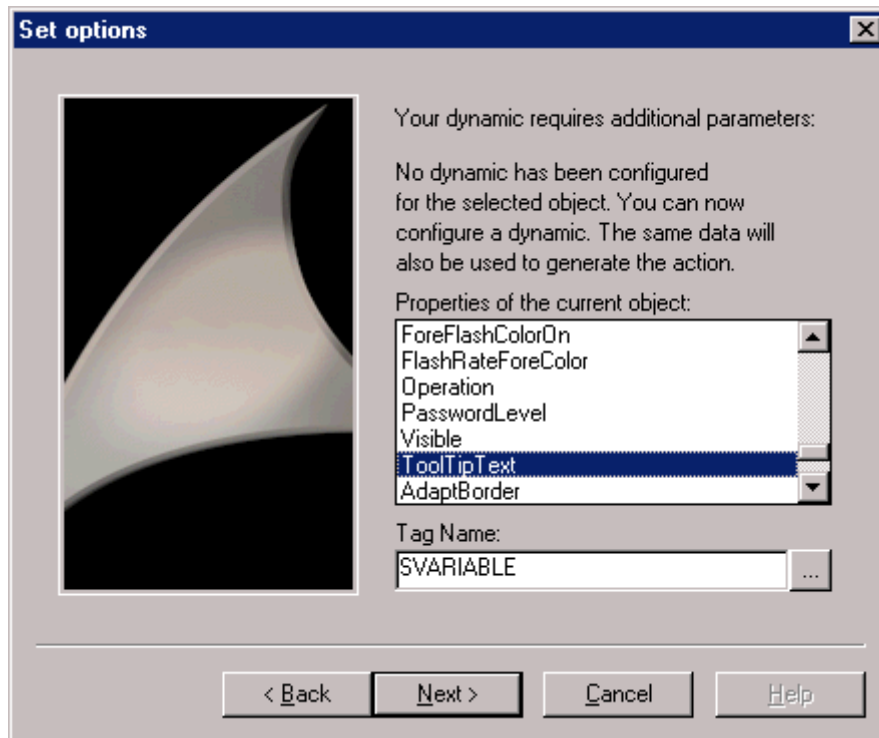 Set options
Your dynamic requires additional parameters:
No dynamic has been configured
for the selected object. You can now
configure a dynamic. The same data will
also be used to generate the action.
Properties of the current object:
ForeFlashColorOn
FlashRateForeColor
Operation
PasswordLevel
Visible
ToolTipText
AdaptBorder
Tag Name:
SVARIABLE
...
< Back
Next >
Cancel
Help